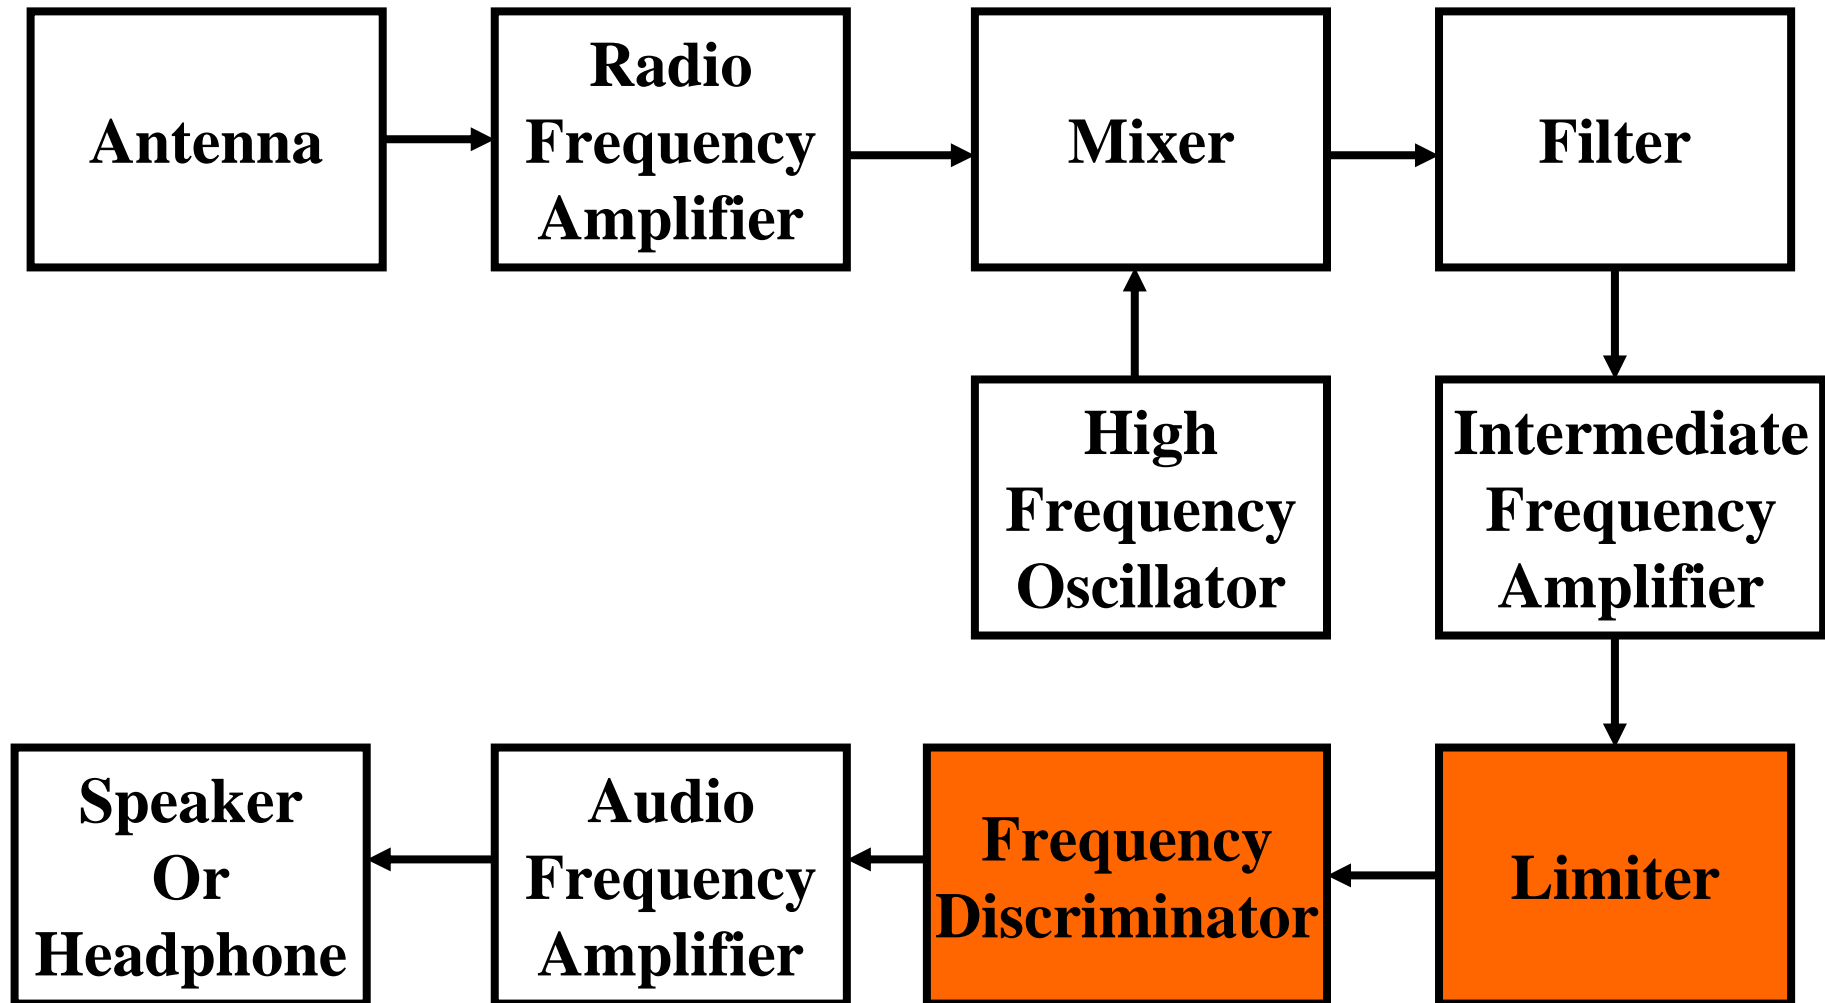 Antenna
Radio
Frequency
Amplifier
Mixer
Filter
High
Frequency
Oscillator
Intermediate
Frequency
Amplifier
Speaker
Or
Headphone
Audio
Frequency
Amplifier
Frequency
Discriminator
Limiter